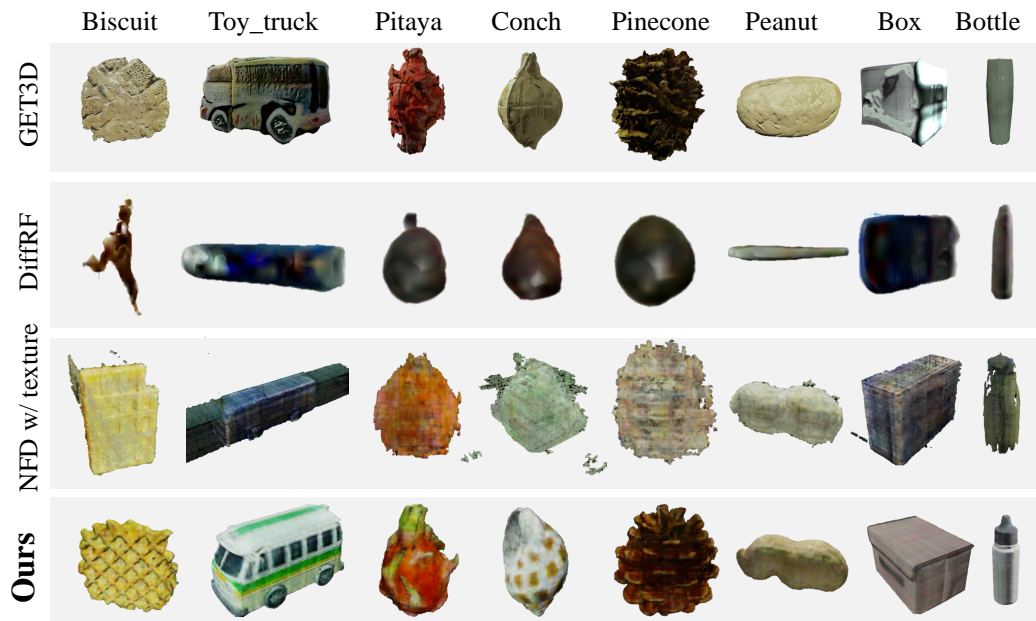 Biscuit Toy_truck Pitaya Conch Pinecone Peanut Box Bottle
GET3D
DiffRF
NFD w/ texture
Ours